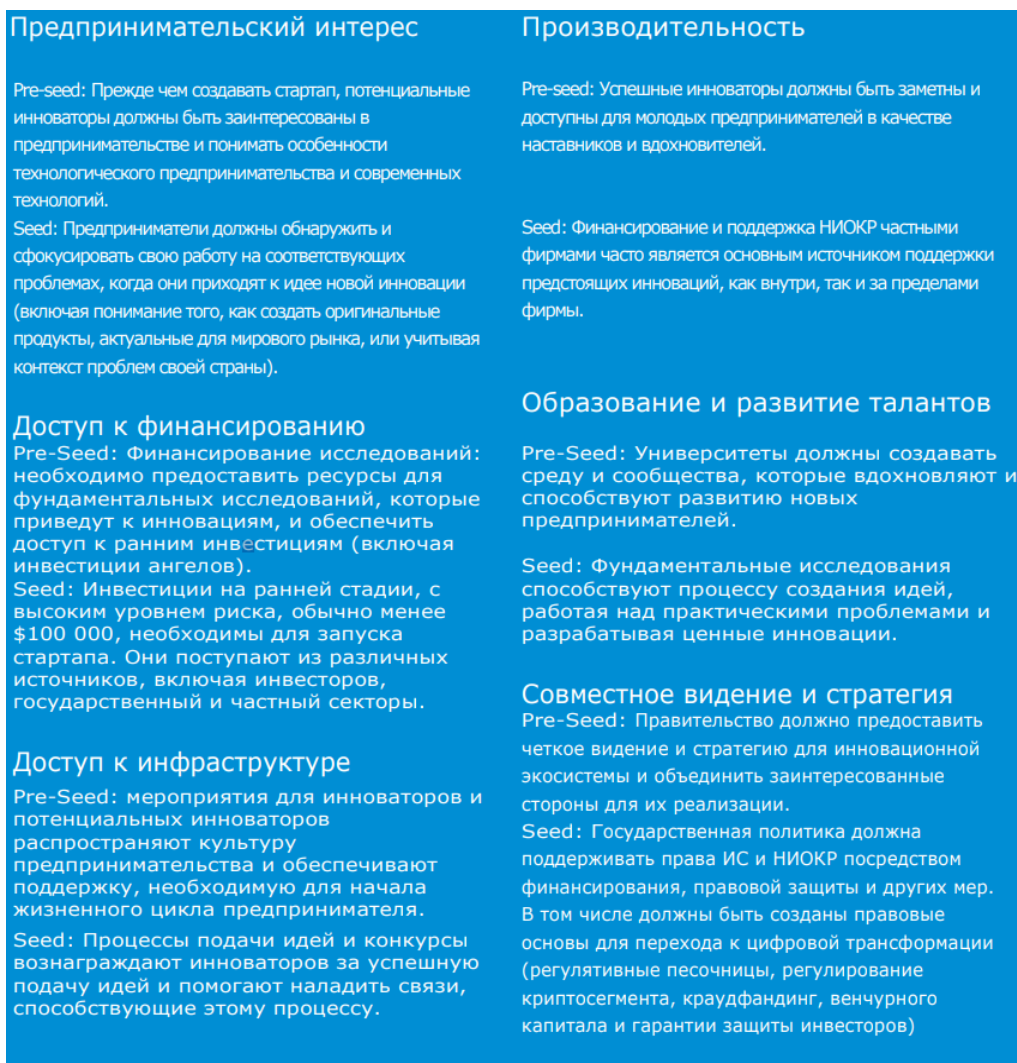 Предпринимательский интерес
Pre-seed: Прежде чем создавать стартап, потенциальные
инноваторы должны быть заинтересованы в
предпринимательстве и понимать особенности
технологического предпринимательства и современных
технологий.
Seed: Предприниматели должны обнаружить и
сфокусировать свою работу на соответствующих
проблемах, когда они приходят к идее новой инновации
(включая понимание того, как создать оригинальные
продукты, актуальные для мирового рынка, или учитывая
контекст проблем своей страны).
Доступ к финансированию
Pre-Seed: Финансирование исследований:
необходимо предоставить ресурсы для
фундаментальных исследований, которые
приведут к инновациям, и обеспечить
доступ к ранним инвестициям (включая
инвестиции ангелов).
Seed: Инвестиции на ранней стадии, с
высоким уровнем риска, обычно менее
$100 000, необходимы для запуска
стартапа. Они поступают из различных
источников, включая инвесторов,
государственный и частный секторы.
Доступ к инфраструктуре
Pre-Seed: мероприятия для инноваторов и
потенциальных инноваторов
распространяют культуру
предпринимательства и обеспечивают
поддержку, необходимую для начала
жизненного цикла предпринимателя.
Seed: Процессы подачи идей и конкурсы
вознаграждают инноваторов за успешную
подачу идей и помогают наладить связи,
способствующие этому процессу.
Производительность
Pre-seed: Успешные инноваторы должны быть заметны и
доступны для молодых предпринимателей в качестве
наставников и вдохновителей.
Seed: Финансирование и поддержка НИОКР частными
фирмами часто является основным источником поддержки
предстоящих инноваций, как внутри, так и за пределами
фирмы.
Образование и развитие талантов
Pre-Seed: Университеты должны создавать
среду и сообщества, которые вдохновляют и
способствуют развитию новых
предпринимателей.
Seed: Фундаментальные исследования
способствуют процессу создания идей,
работая над практическими проблемами и
разрабатывая ценные инновации.
Совместное видение и стратегия
Pre-Seed: Правительство должно предоставить
четкое видение и стратегию для инновационной
экосистемы и объединить заинтересованные
стороны для их реализации.
Seed: Государственная политика должна
поддерживать права ИС и НИОКР посредством
финансирования, правовой защиты и других мер.
В том числе должны быть созданы правовые
основы для перехода к цифровой трансформации
(регулятивные песочницы, регулирование
криптосегмента, краудфандинг, венчурного
капитала и гарантии защиты инвесторов)